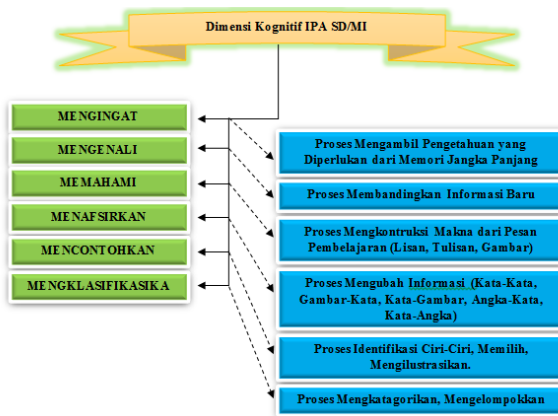 Dimensi Kognitif IPA SD/MI
MENGINGAT
MENGENALI
MEMAHAMI
MENAFSIRKAN
MENCONTOHKAN
MENGKLASIFIKASIKA
Proses Mengambil Pengetahuan yang
Diperlukan dari Memori Jangka Panjang
Proses Membandingkan Informasi Baru
Proses Mengkontruksi Makna dari Pesan
Pembelajaran (Lisan, Tulisan, Gambar)
Proses Mengubah Informasi (Kata-Kata,
Gambar-Kata, Kata-Gambar, Angka-Kata,
Kata-Angka)
Proses Identifikasi Ciri-Ciri, Memilih,
Mengilustrasikan.
Proses Mengkatagorikan, Mengelompokkan